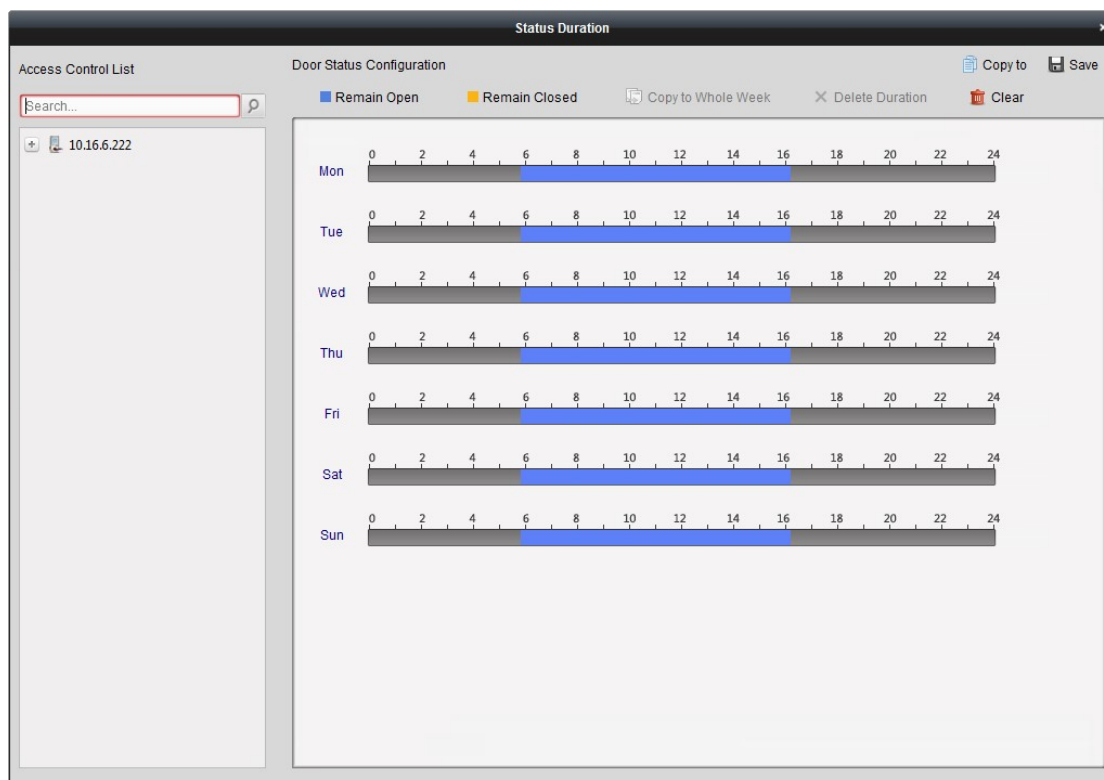 Status Duration
Access Control List
Door Status Configuration
Copy to
Save
Search...
Remain Open
Remain Closed
Copy to Whole Week
Delete Duration
Clear
10.16.6.222
0 2 4 6 8 10 12 14 16 18 20 22 24
Mon
0 2 4 6 8 10 12 14 16 18 20 22 24
Tue
0 2 4 6 8 10 12 14 16 18 20 22 24
Wed
0 2 4 6 8 10 12 14 16 18 20 22 24
Thu
0 2 4 6 8 10 12 14 16 18 20 22 24
Fri
0 2 4 6 8 10 12 14 16 18 20 22 24
Sat
0 2 4 6 8 10 12 14 16 18 20 22 24
Sun